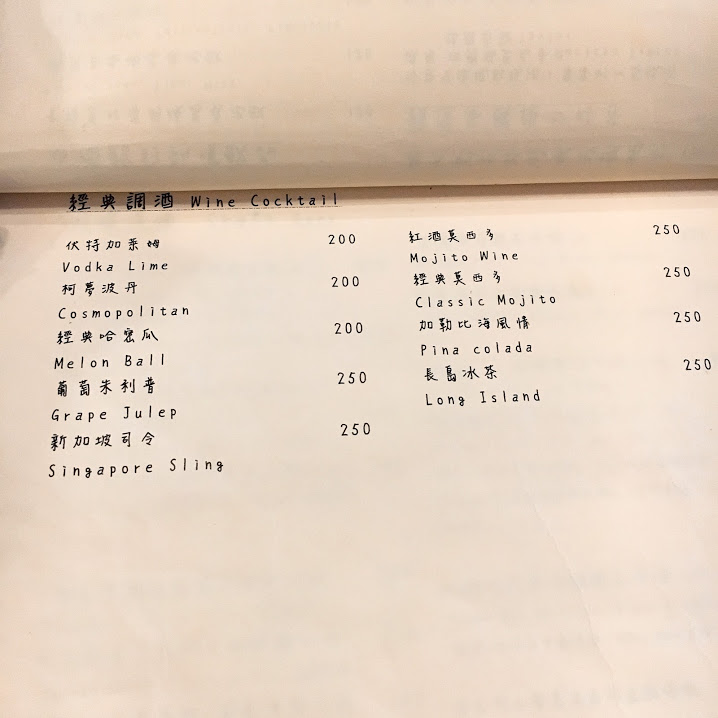 經典調酒 Wine Cocktail
伏特加萊姆 200
Vodka Lime
柯夢波丹 200
Cosmopolitan
經典哈密瓜 200
Melon Ball
葡萄朱利普 250
Grape Julep
新加坡司令 250
Singapore Sling
紅酒莫西多 250
Mojito Wine
經典莫西多 250
Classic Mojito
加勒比海風情 250
Pina colada
長島冰茶 250
Long Island